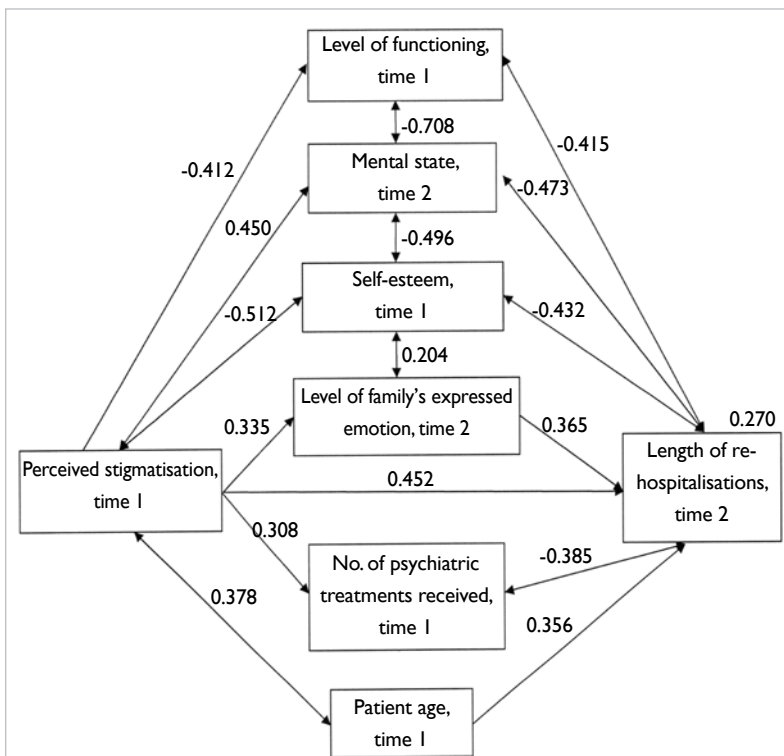 Level of functioning,
time 1
-0.708
-0.412
-0.415
Mental state,
time 2
-0.473
0.450
-0.496
Self-esteem,
time 1
-0.512
-0.432
0.204
Level of family's expressed
emotion, time 2
0.335
0.365
0.270
Perceived stigmatisation,
time 1
0.452
Length of re-
hospitalisations,
time 2
0.308
No. of psychiatric
treatments received,
time 1
-0.385
0.378
0.356
Patient age,
time 1